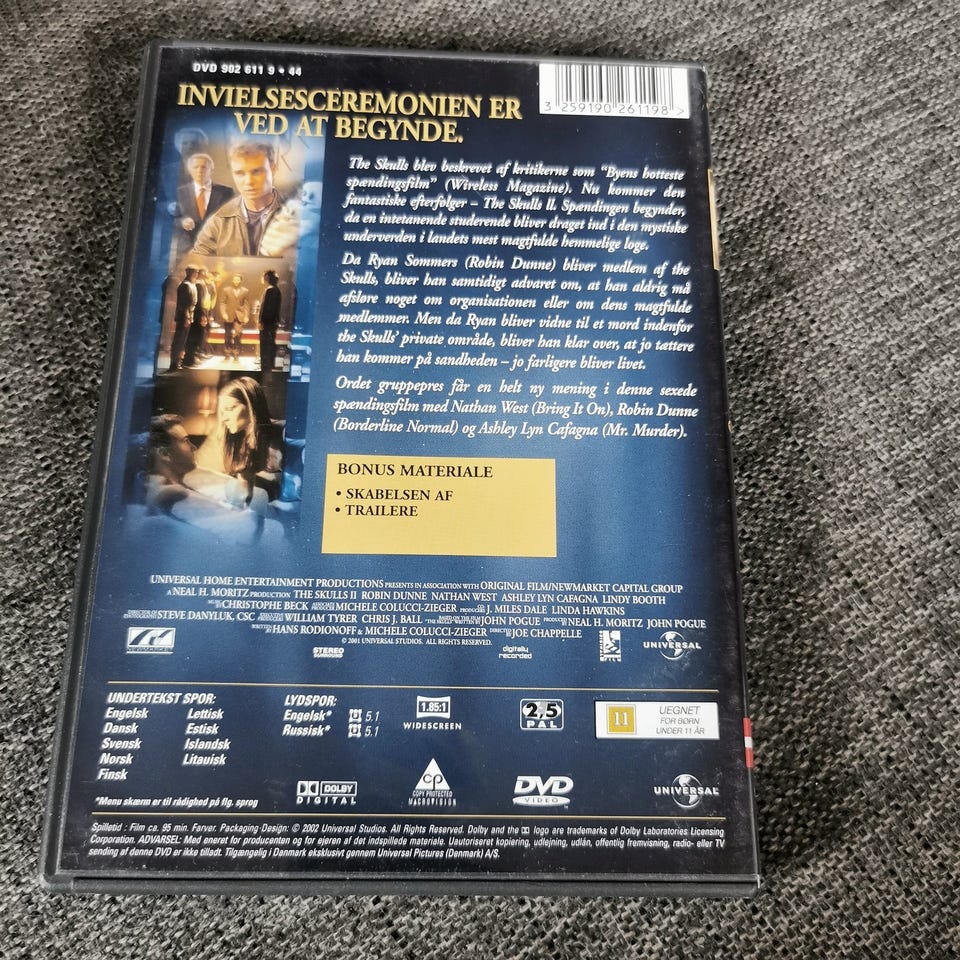 DVD 902 611 9 • 44
3 259190 261198 >
INVIELSESCEREMONIEN ER
VED AT BEGYNDE.
The Skulls blev beskrevet af kritikerne som "Byens hotteste
spændingsfilm" (Wireless Magazine). Nu kommer den
fantastiske efterfølger – The Skulls II. Spændingen begynder,
da en intetanende studerende bliver draget ind i den mystiske
underverden i landets mest magtfulde hemmelige loge.
Da Ryan Sommers (Robin Dunne) bliver medlem af the
Skulls, bliver han samtidigt advaret om, at han aldrig må
afsløre noget om organisationen eller om dens magtfulde
medlemmer. Men da Ryan bliver vidne til et mord indenfor
the Skulls' private område, bliver han klar over, at jo tættere
han kommer på sandheden – jo farligere bliver livet.
Ordet gruppepres får en helt ny mening i denne sexede
spændingsfilm med Nathan West (Bring It On), Robin Dunne
(Borderline Normal) og Ashley Lyn Cafagna (Mr. Murder).
BONUS MATERIALE
• SKABELSEN AF
• TRAILERE
UNIVERSAL HOME ENTERTAINMENT PRODUCTIONS PRESENTS IN ASSOCIATION WITH ORIGINAL FILM/NEWMARKET CAPITAL GROUP
A NEAL H. MORITZ PRODUCTION THE SKULLS II ROBIN DUNNE NATHAN WEST ASHLEY LYN CAFAGNA LINDY BOOTH
CHRISTOPHE BECK MICHELE COLUCCI-ZIEGER J. MILES DALE LINDA HAWKINS
STEVE DANYLUK, CSC WILLIAM TYRER CHRIS J. BALL JOHN POGUE NEAL H. MORITZ JOHN POGUE
HANS RODIONOFF & MICHELE COLUCCI-ZIEGER JOE CHAPPELLE
© 2001 UNIVERSAL STUDIOS. ALL RIGHTS RESERVED.
NEWMARKET
STEREO
SURROUND
digitally
recorded
UNIVERSAL
UNDERTEKST SPOR:
Engelsk Lettisk
Dansk Estisk
Svensk Islandsk
Norsk Litauisk
Finsk
LYDSPOR:
Engelsk* 5.1
Russisk* 5.1
1.85:1
WIDESCREEN
2,5
PAL
11
UEGNET
FOR BØRN
UNDER 11 ÅR
*Menu skærm er til rådighed på flg. sprog
DOLBY
DIGITAL
CP
COPY PROTECTED
MACROVISION
DVD
VIDEO
UNIVERSAL
Spilletid : Film ca. 95 min. Farver. Packaging Design: © 2002 Universal Studios. All Rights Reserved. Dolby and the logo are trademarks of Dolby Laboratories Licensing
Corporation. ADVARSEL: Med eneret for producenten og for ejeren af det indspillede materiale. Uautoriseret kopiering, udlejning, udlån, offentlig fremvisning, radio- eller TV
sending af denne DVD er ikke tilladt. Tilgængelig i Danmark eksklusivt gennem Universal Pictures (Denmark) A/S.